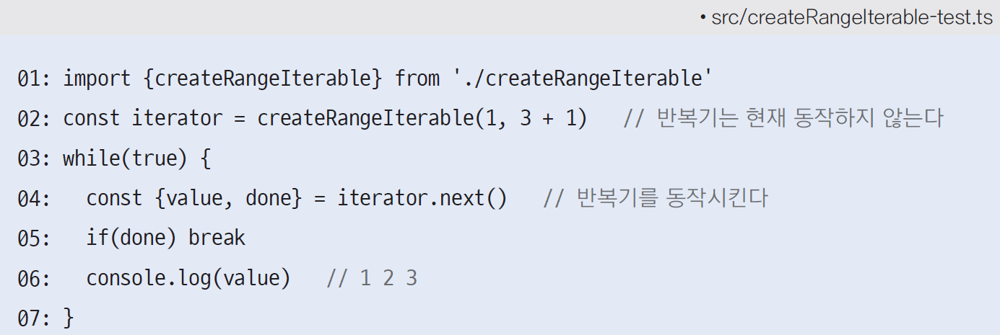 • src/createRangeIterable-test.ts
01: import {createRangeIterable} from './createRangeIterable'
02: const iterator = createRangeIterable(1, 3 + 1)   // 반복기는 현재 동작하지 않는다
03: while(true) {
04:   const {value, done} = iterator.next()   // 반복기를 동작시킨다
05:   if(done) break
06:   console.log(value)   // 1 2 3
07: }